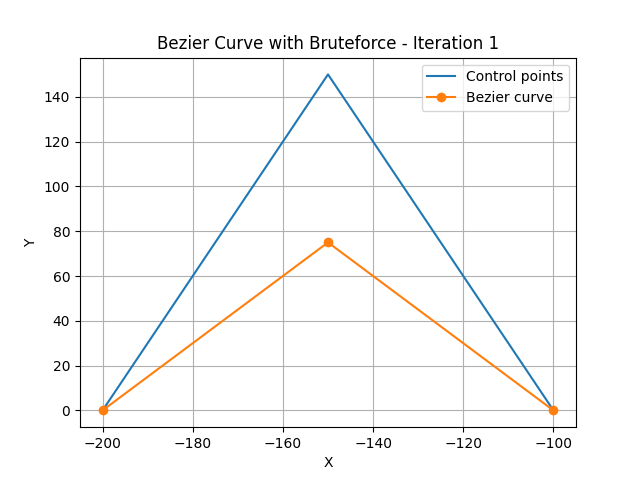 Bezier Curve with Bruteforce - Iteration 1
Control points
Bezier curve
Y
140
120
100
80
60
40
20
0
−200
−180
−160
−140
−120
−100
X